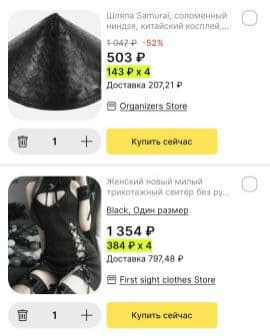 Шляпа Samurai, соломенный
ниндзя, китайский косплей,...
1 047 ₽ -52%
503 ₽
143 ₽ х 4
Доставка 207,21 ₽
Organizers Store
1
Купить сейчас
Женский новый милый
трикотажный свитер без ру...
Black, Один размер
1 354 ₽
384 ₽ х 4
Доставка 797,48 ₽
First sight clothes Store
1
Купить сейчас